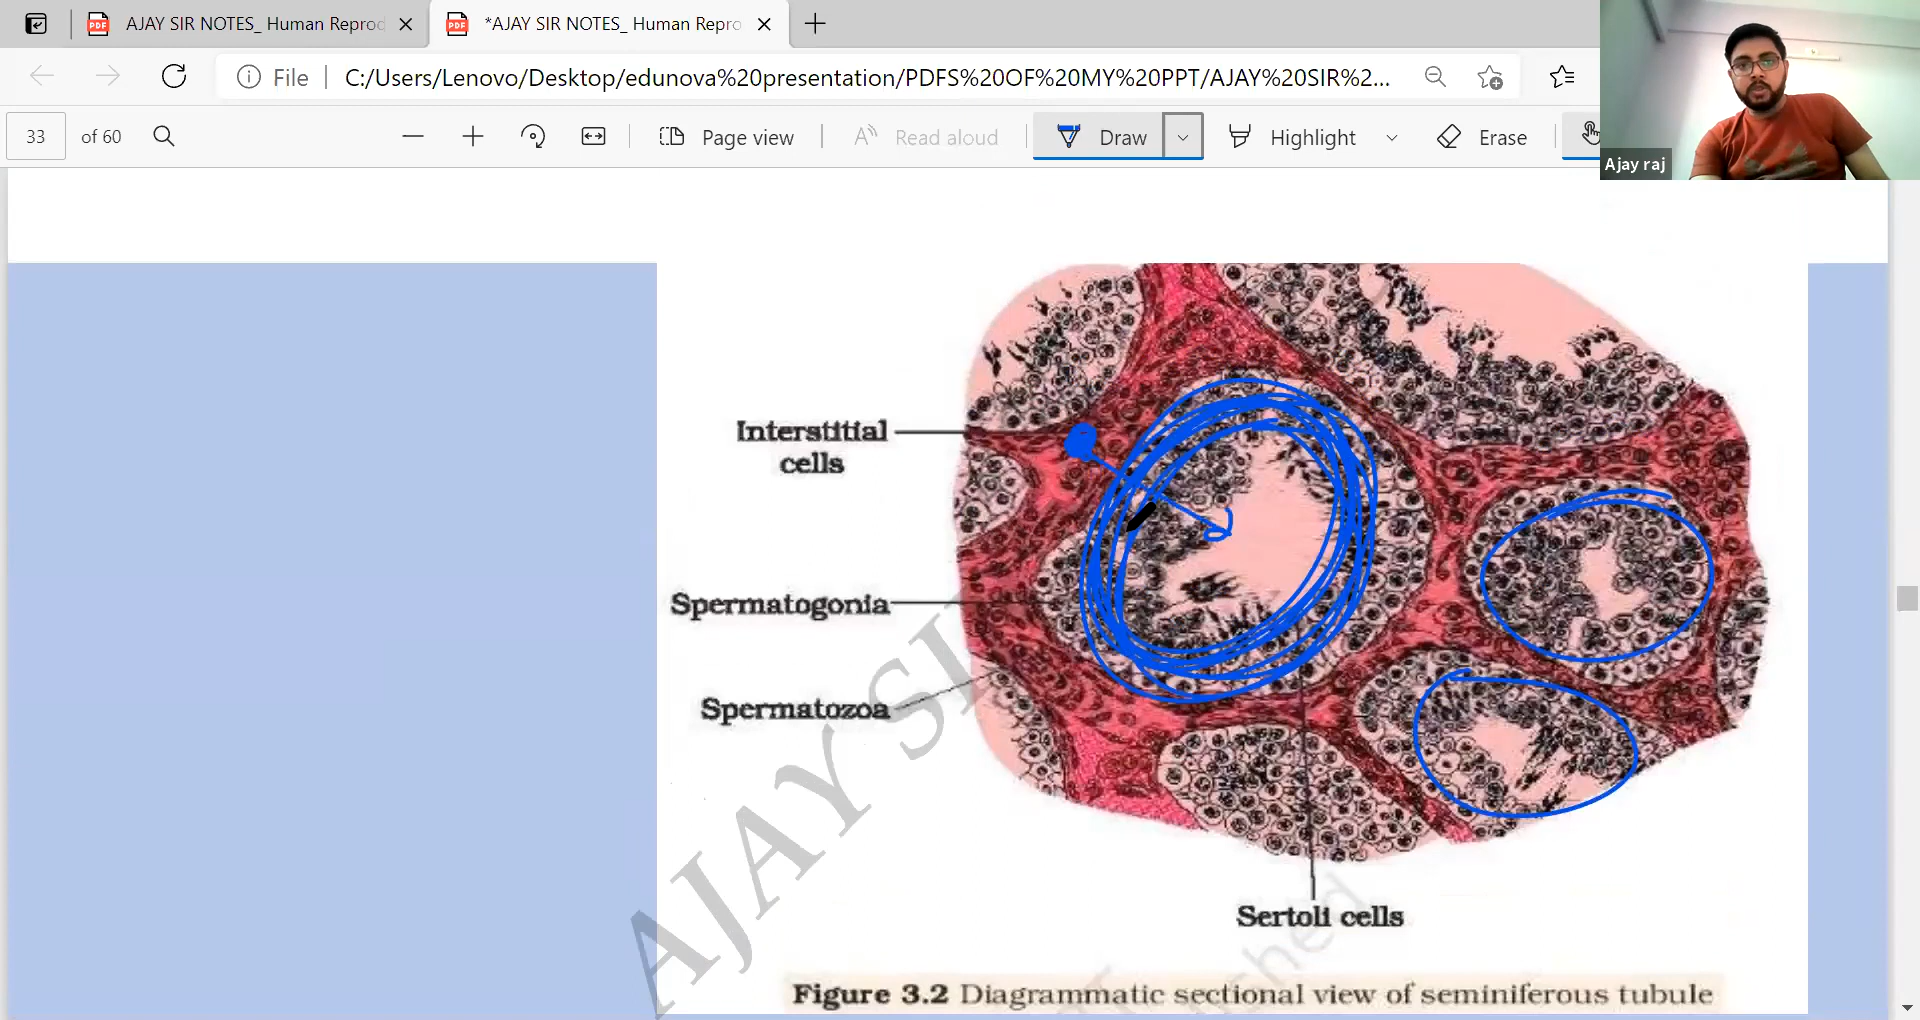 AJAY SIR NOTES_ Human Reproc
*AJAY SIR NOTES_ Human Repro
File
C:/Users/Lenovo/Desktop/edunova%20presentation/PDFS%20OF%20MY%20PPT/AJAY%20SIR%2...
33 of 60
Page view
Read aloud
Draw
Highlight
Erase
Ajay raj
Interstitial
cells
Spermatogonia
Spermatozoa
AJAY SI
Sertoli cells
shed
Figure 3.2 Diagrammatic sectional view of seminiferous tubule